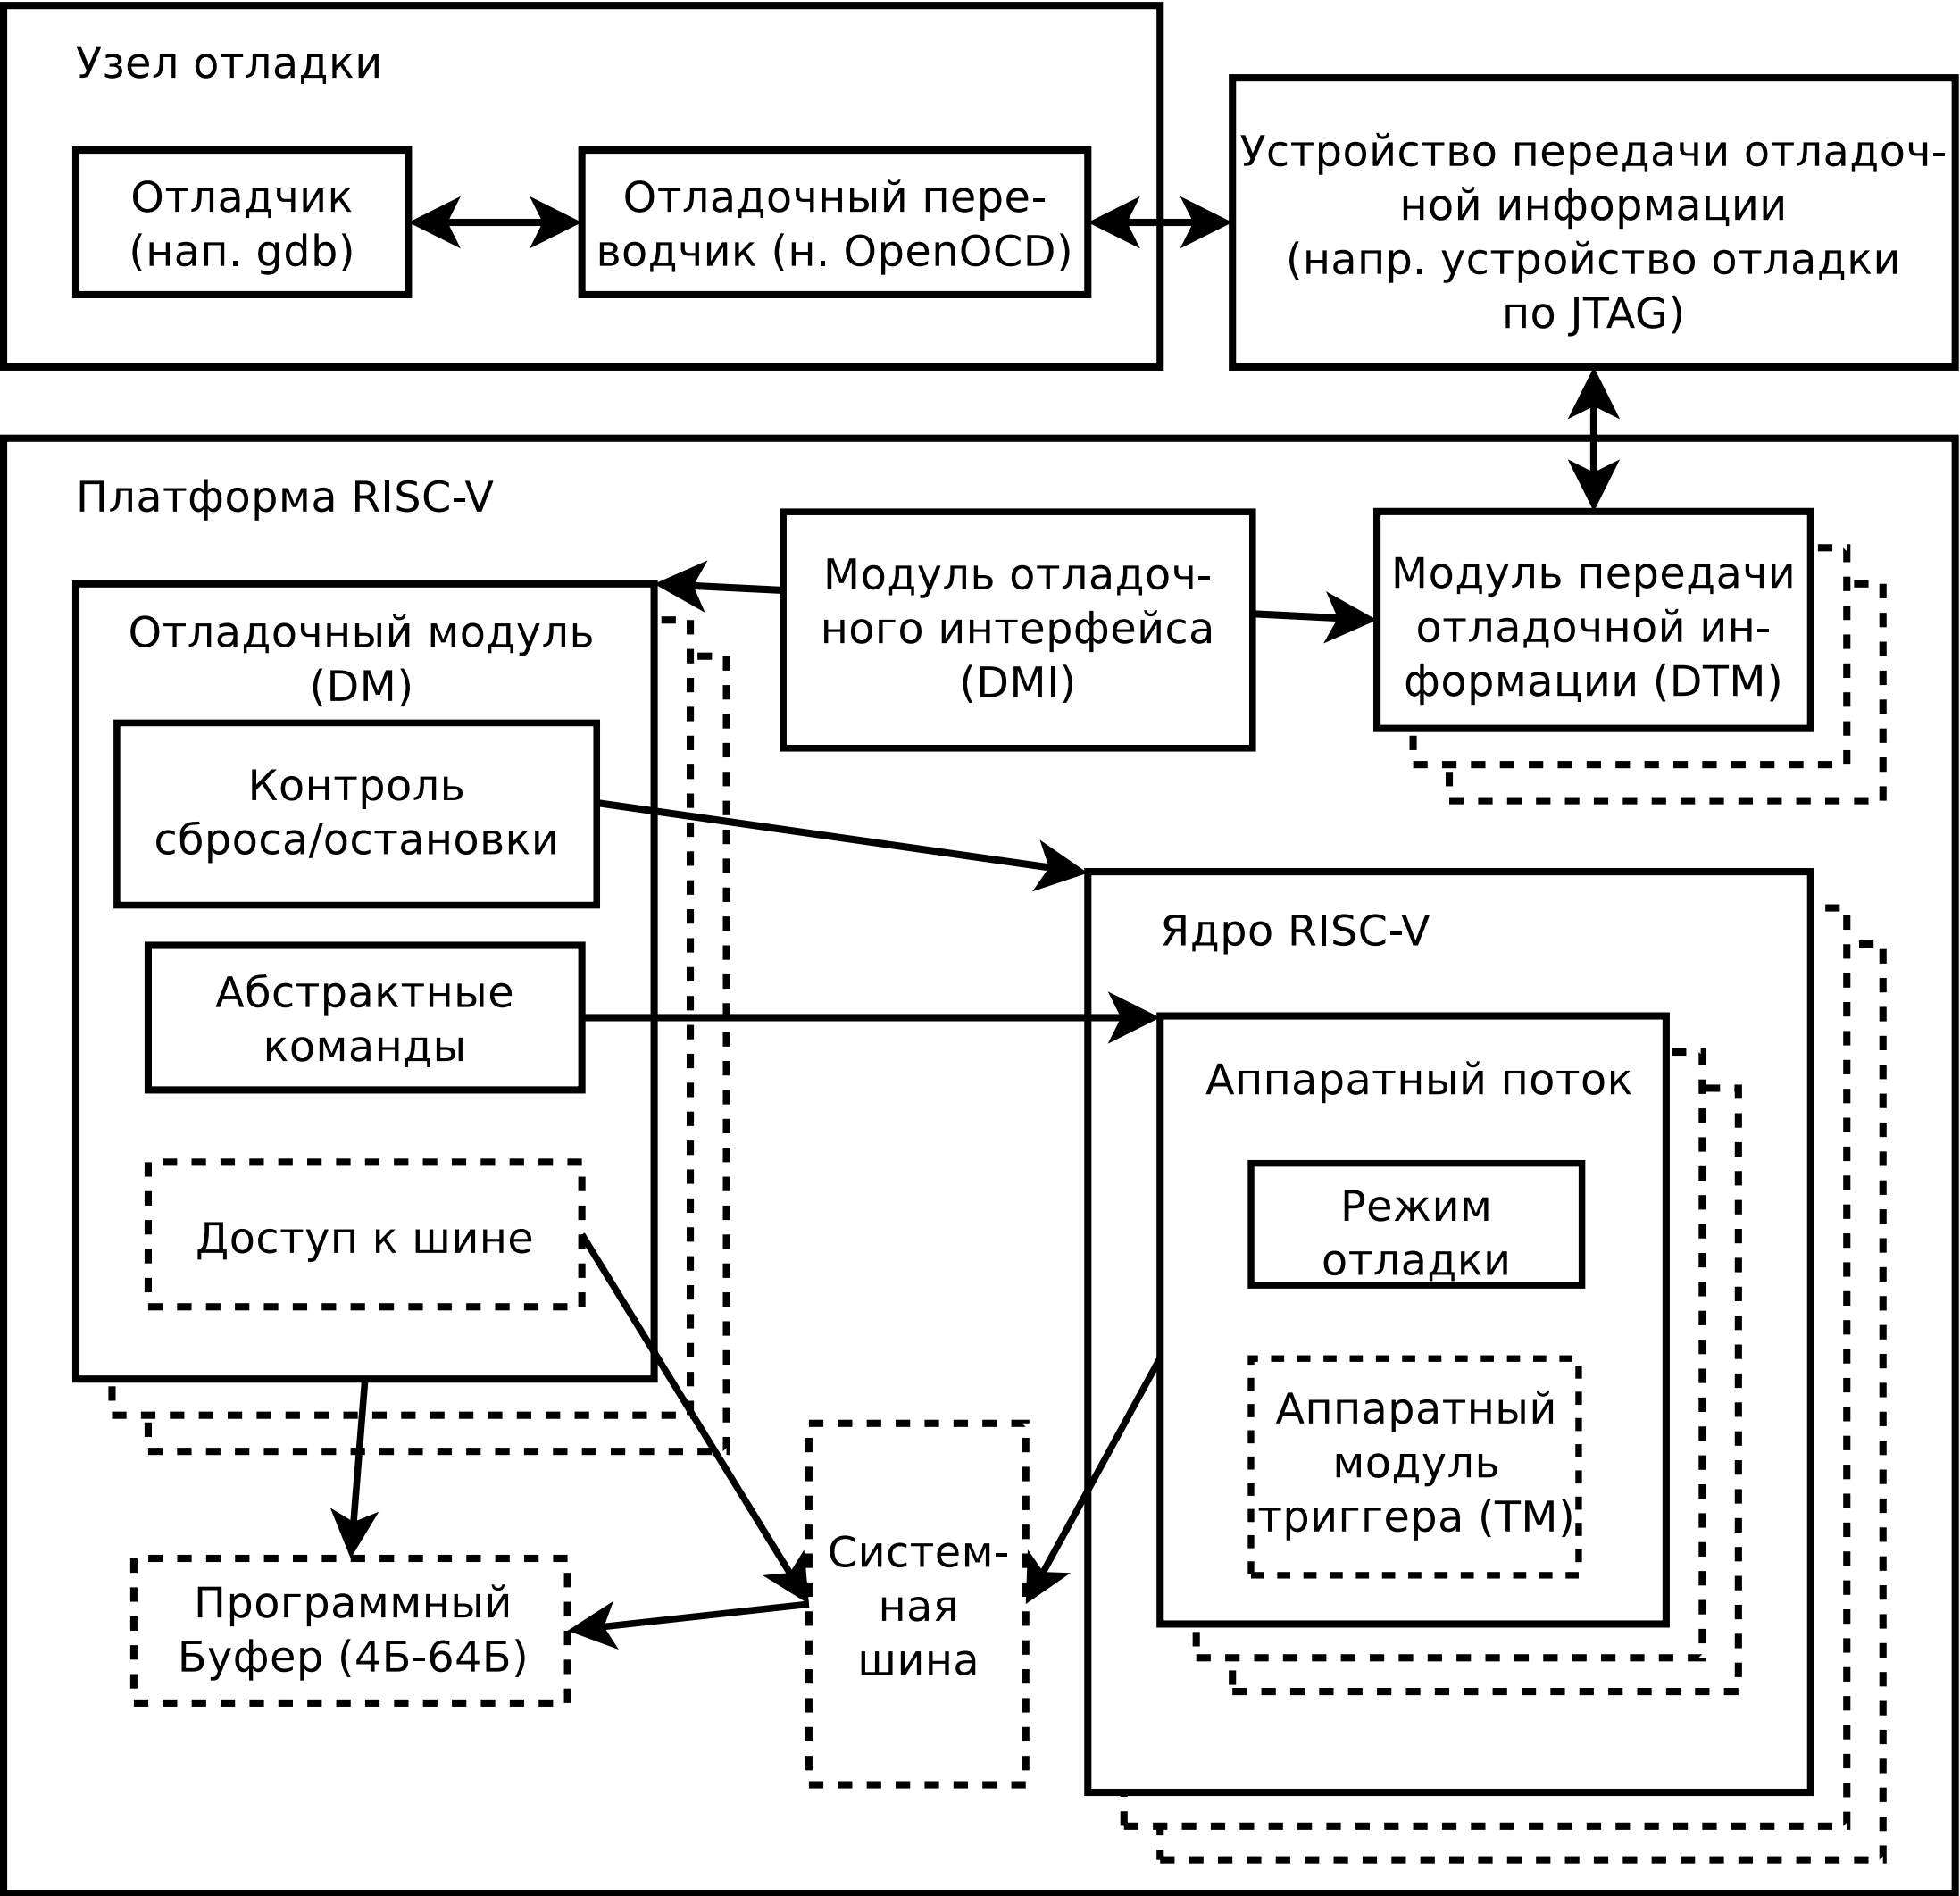 Узел отладки
Отладчик
(нап. gdb)
Отладочный пере-
водчик (н. OpenOCD)
Устройство передачи отладоч-
ной информации
(напр. устройство отладки
по JTAG)
Платформа RISC-V
Отладочный модуль
(DM)
Модуль отладоч-
ного интерфейса
(DMI)
Модуль передачи
отладочной ин-
формации (DTM)
Контроль
сброса/остановки
Абстрактные
команды
Доступ к шине
Ядро RISC-V
Аппаратный поток
Режим
отладки
Аппаратный
модуль
триггера (TM)
Систем-
ная
шина
Программный
Буфер (4Б-64Б)